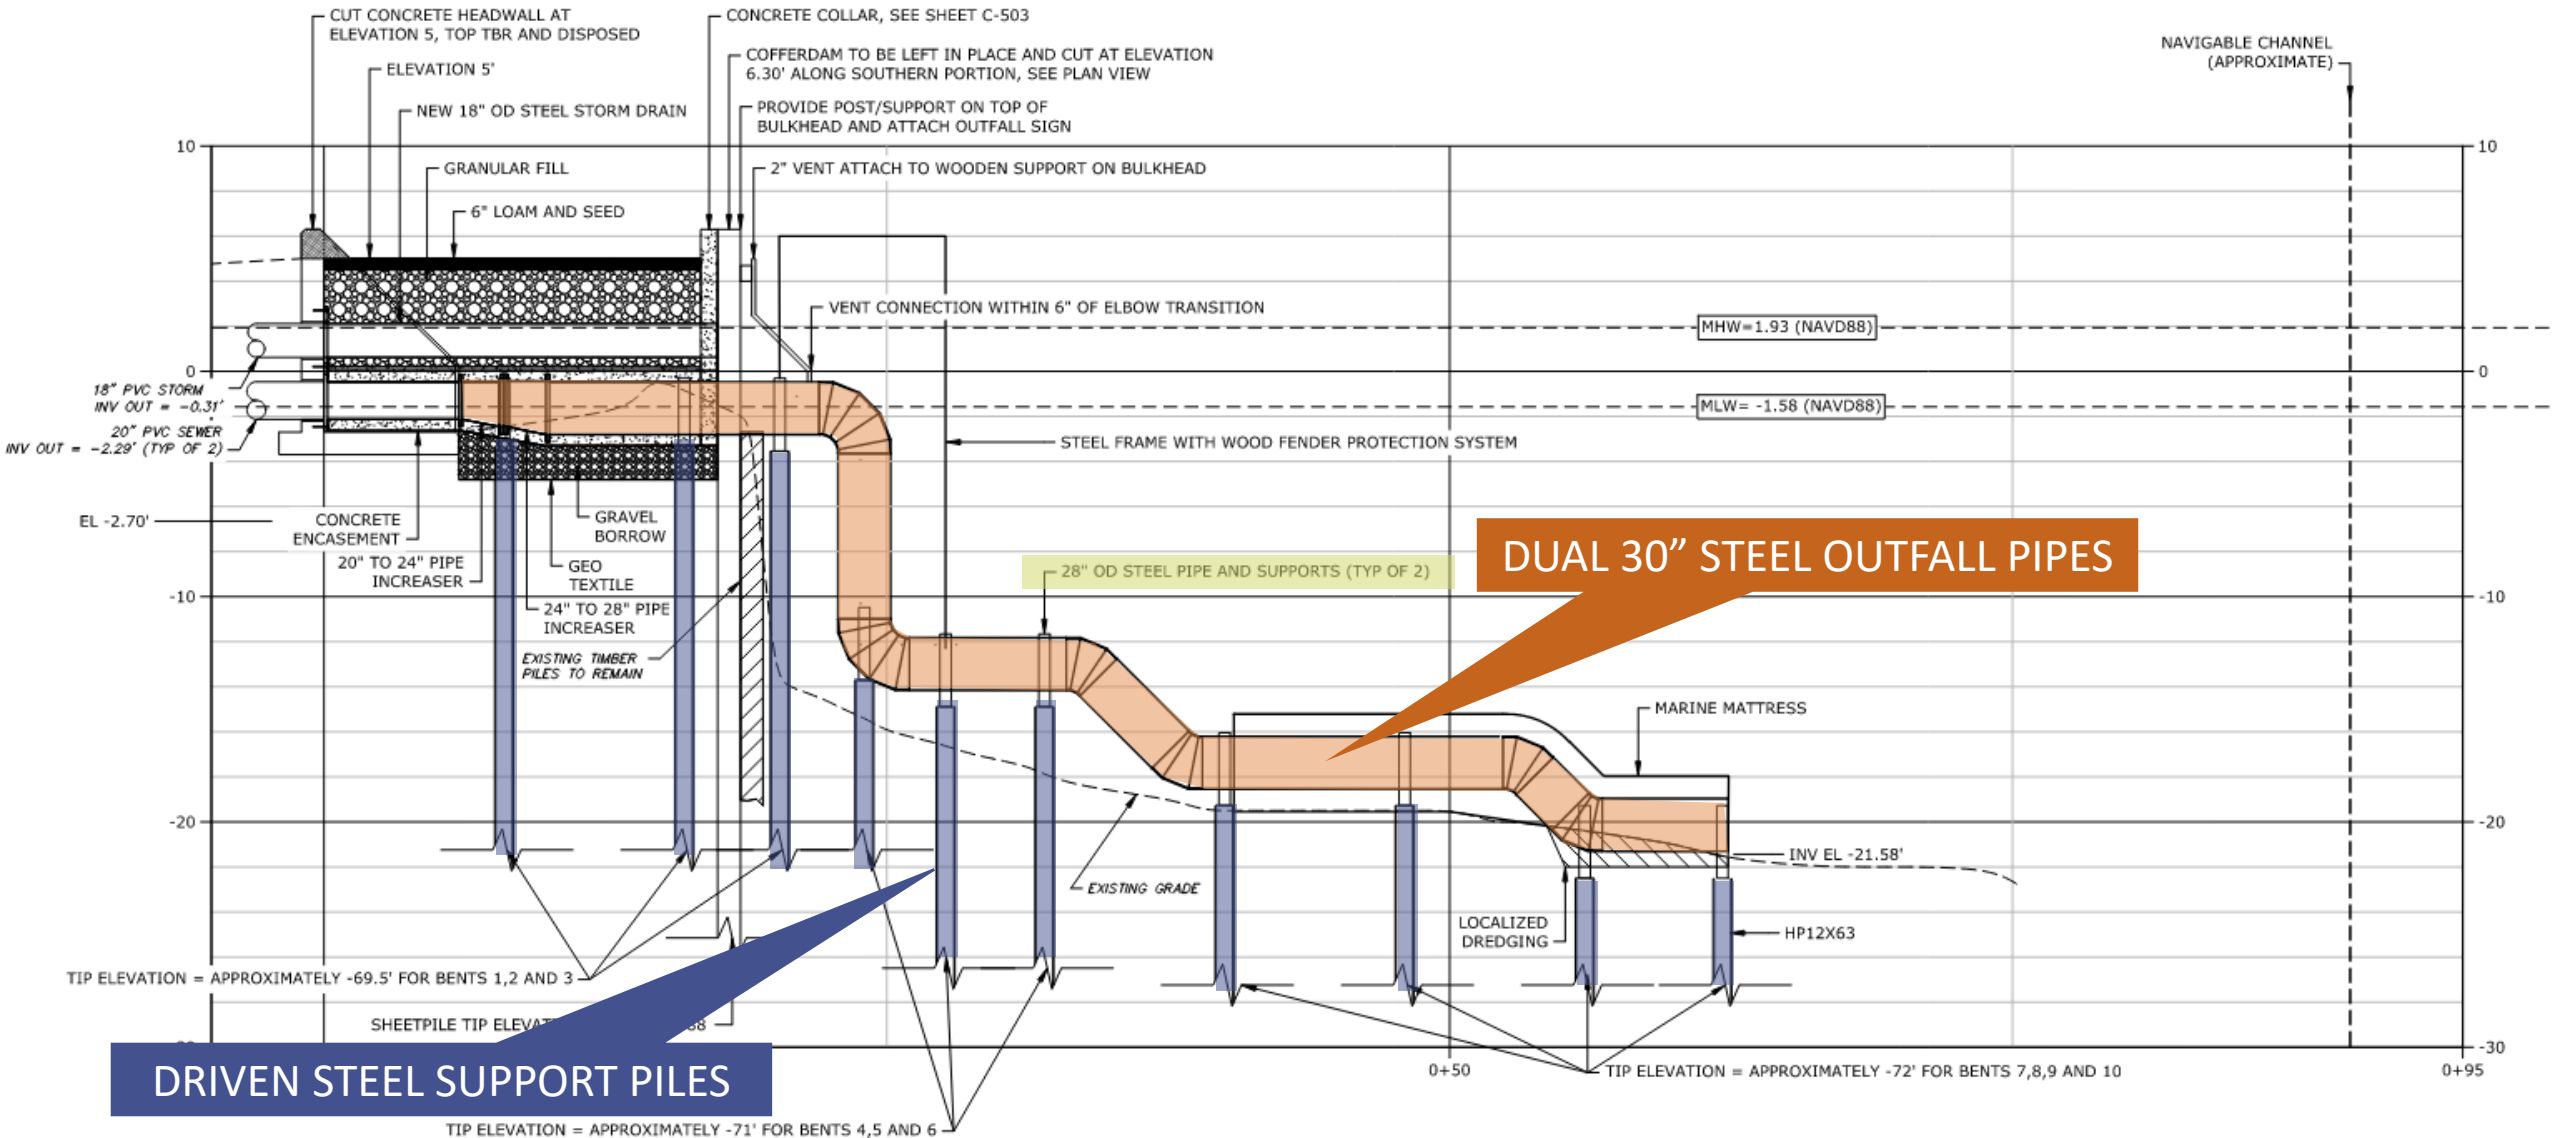 CUT CONCRETE HEADWALL AT
ELEVATION 5, TOP TBR AND DISPOSED
CONCRETE COLLAR, SEE SHEET C-503
COFFERDAM TO BE LEFT IN PLACE AND CUT AT ELEVATION
6.30' ALONG SOUTHERN PORTION, SEE PLAN VIEW
NAVIGABLE CHANNEL
(APPROXIMATE)
ELEVATION 5'
NEW 18" OD STEEL STORM DRAIN
PROVIDE POST/SUPPORT ON TOP OF
BULKHEAD AND ATTACH OUTFALL SIGN
10
10
GRANULAR FILL
2" VENT ATTACH TO WOODEN SUPPORT ON BULKHEAD
6" LOAM AND SEED
VENT CONNECTION WITHIN 6" OF ELBOW TRANSITION
MHW=1.93 (NAVD88)
0
0
18" PVC STORM
INV OUT = -0.31'
MLW= -1.58 (NAVD88)
20" PVC SEWER
INV OUT = -2.29' (TYP OF 2)
STEEL FRAME WITH WOOD FENDER PROTECTION SYSTEM
EL -2.70'
CONCRETE
ENCASEMENT
GRAVEL
BORROW
20" TO 24" PIPE
INCREASER
GEO
TEXTILE
28" OD STEEL PIPE AND SUPPORTS (TYP OF 2)
DUAL 30” STEEL OUTFALL PIPES
-10
-10
24" TO 28" PIPE
INCREASER
EXISTING TIMBER
PILES TO REMAIN
MARINE MATTRESS
-20
-20
INV EL -21.58'
EXISTING GRADE
LOCALIZED
DREDGING
HP12X63
TIP ELEVATION = APPROXIMATELY -69.5' FOR BENTS 1,2 AND 3
SHEETPILE TIP
-30
DRIVEN STEEL SUPPORT PILES
0+50
TIP ELEVATION = APPROXIMATELY -72' FOR BENTS 7,8,9 AND 10
0+95
TIP ELEVATION = APPROXIMATELY -71' FOR BENTS 4,5 AND 6